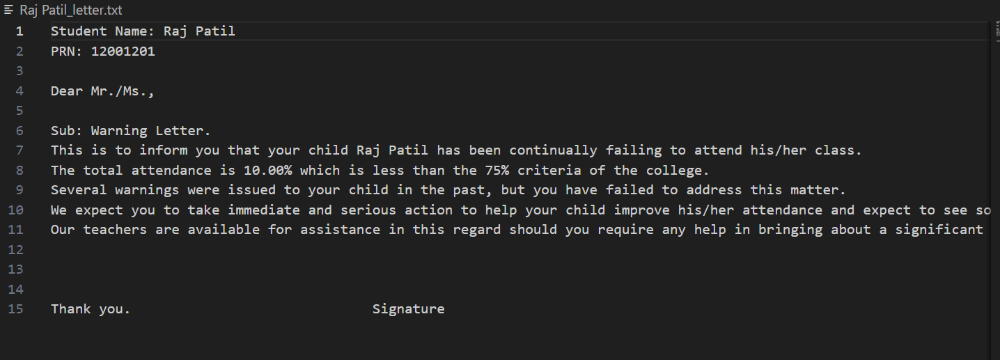 Raj Patil_letter.txt
1 Student Name: Raj Patil
2 PRN: 12001201
3
4 Dear Mr./Ms.,
5
6 Sub: Warning Letter.
7 This is to inform you that your child Raj Patil has been continually failing to attend his/her class.
8 The total attendance is 10.00% which is less than the 75% criteria of the college.
9 Several warnings were issued to your child in the past, but you have failed to address this matter.
10 We expect you to take immediate and serious action to help your child improve his/her attendance and expect to see so
11 Our teachers are available for assistance in this regard should you require any help in bringing about a significant
12
13
14
15 Thank you. Signature